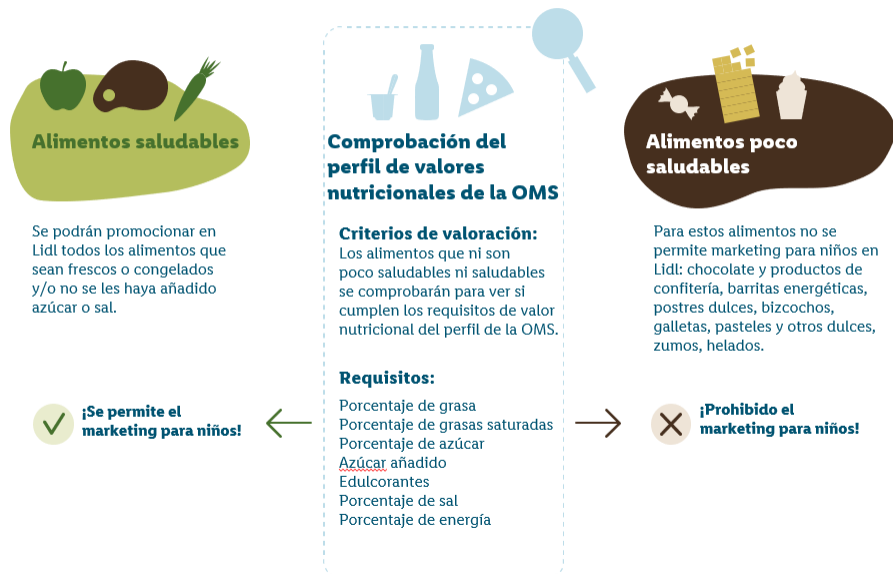 Alimentos saludables
Se podrán promocionar en
Lidl todos los alimentos que
sean frescos o congelados
y/o no se les haya añadido
azúcar o sal.
¡Se permite el
marketing para niños!
Comprobación del
perfil de valores
nutricionales de la OMS
Criterios de valoración:
Los alimentos que ni son
poco saludables ni saludables
se comprobarán para ver si
cumplen los requisitos de valor
nutricional del perfil de la OMS.
Requisitos:
Porcentaje de grasa
Porcentaje de grasas saturadas
Porcentaje de azúcar
Azúcar añadido
Edulcorantes
Porcentaje de sal
Porcentaje de energía
Alimentos poco
saludables
Para estos alimentos no se
permite marketing para niños en
Lidl: chocolate y productos de
confitería, barritas energéticas,
postres dulces, bizcochos,
galletas, pasteles y otros dulces,
zumos, helados.
¡Prohibido el
marketing para niños!